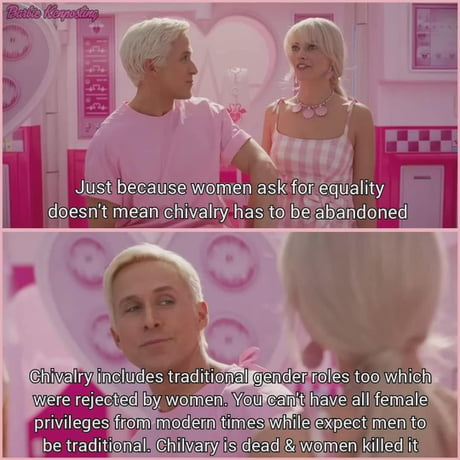 Barbie Kenposting
Just because women ask for equality
doesn't mean chivalry has to be abandoned
Chivalry includes traditional gender roles too which
were rejected by women. You can't have all female
privileges from modern times while expect men to
be traditional. Chilvary is dead & women killed it